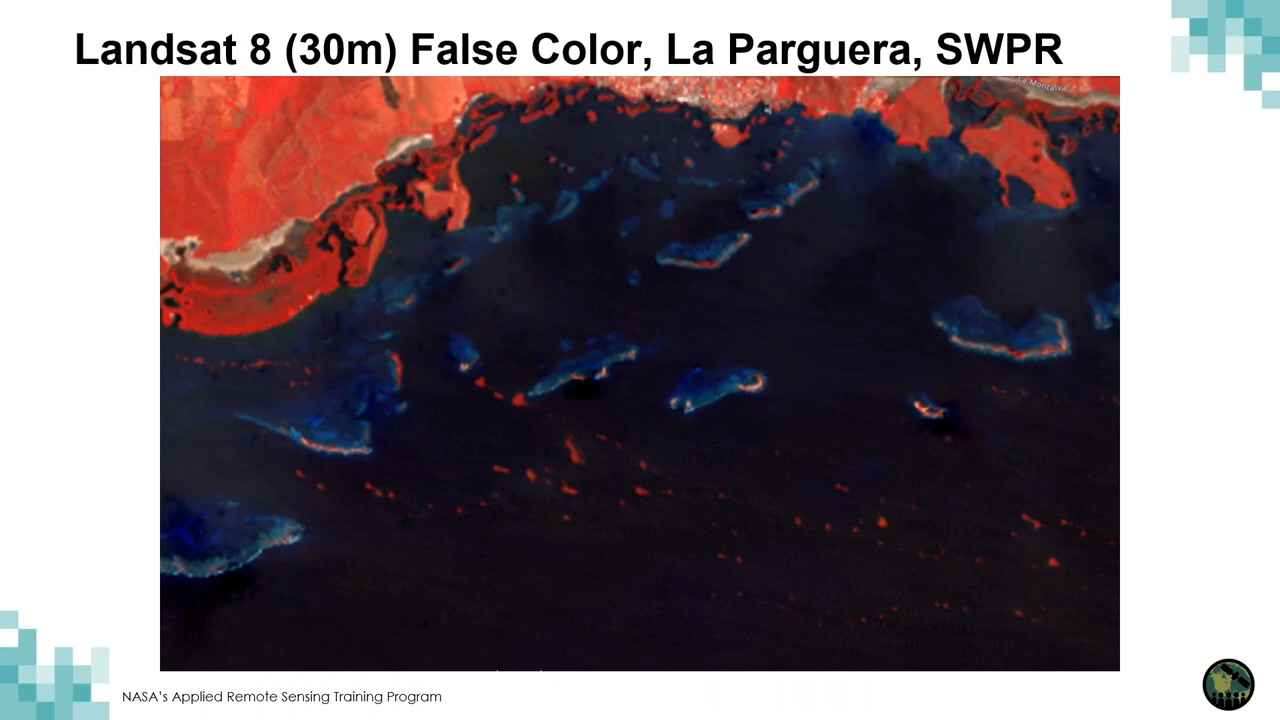 Landsat 8 (30m) False Color, La Parguera, SWPR
La Montalva
NASA's Applied Remote Sensing Training Program